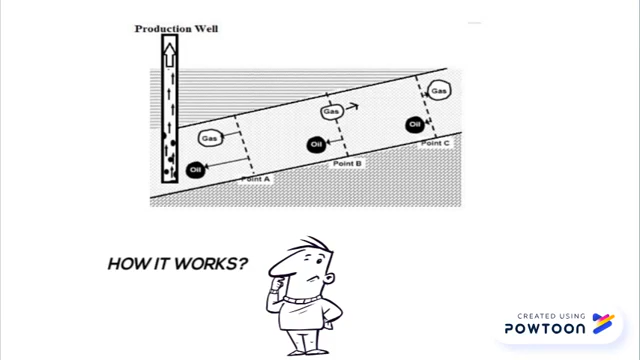 Production Well
Gas
Gas
Gas
Oil
Oil
Oil
Point C
Point B
Point A
HOW IT WORKS?
CREATED USING
POWTOON